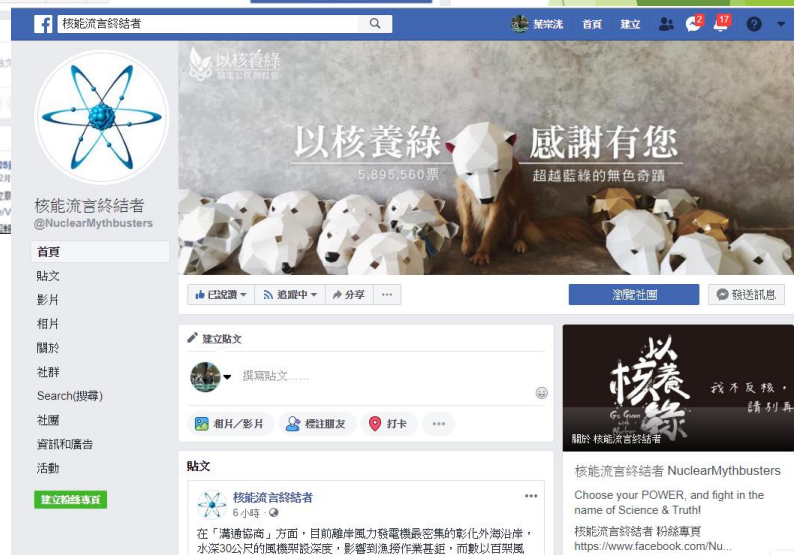 核能流言終結者
葉宗洸 首頁 建立 2 17
以核養綠
以核養綠 感謝有您
5,895,560票 超越藍綠的無色奇蹟
核能流言終結者
@NuclearMythbusters
首頁
貼文
影片
相片
關於
社群
Search(搜尋)
社團
資訊和廣告
活動
建立粉絲專頁
已說讚 追蹤中 分享
瀏覽社團 發送訊息
建立貼文
撰寫貼文……
相片/影片 標註朋友 打卡
貼文
核能流言終結者
6 小時
在「溝通協商」方面,目前離岸風力發電機最密集的彰化外海沿岸,
水深30公尺的風機架設深度,影響到漁撈作業甚鉅,而數以百架風
以核養綠
Go Green with Nuclear
我不反核,
請別再
關於 核能流言終結者
核能流言終結者 NuclearMythbusters
Choose your POWER, and fight in the
name of Science & Truth!
核能流言終結者 粉絲專頁
https://www.facebook.com/Nu...